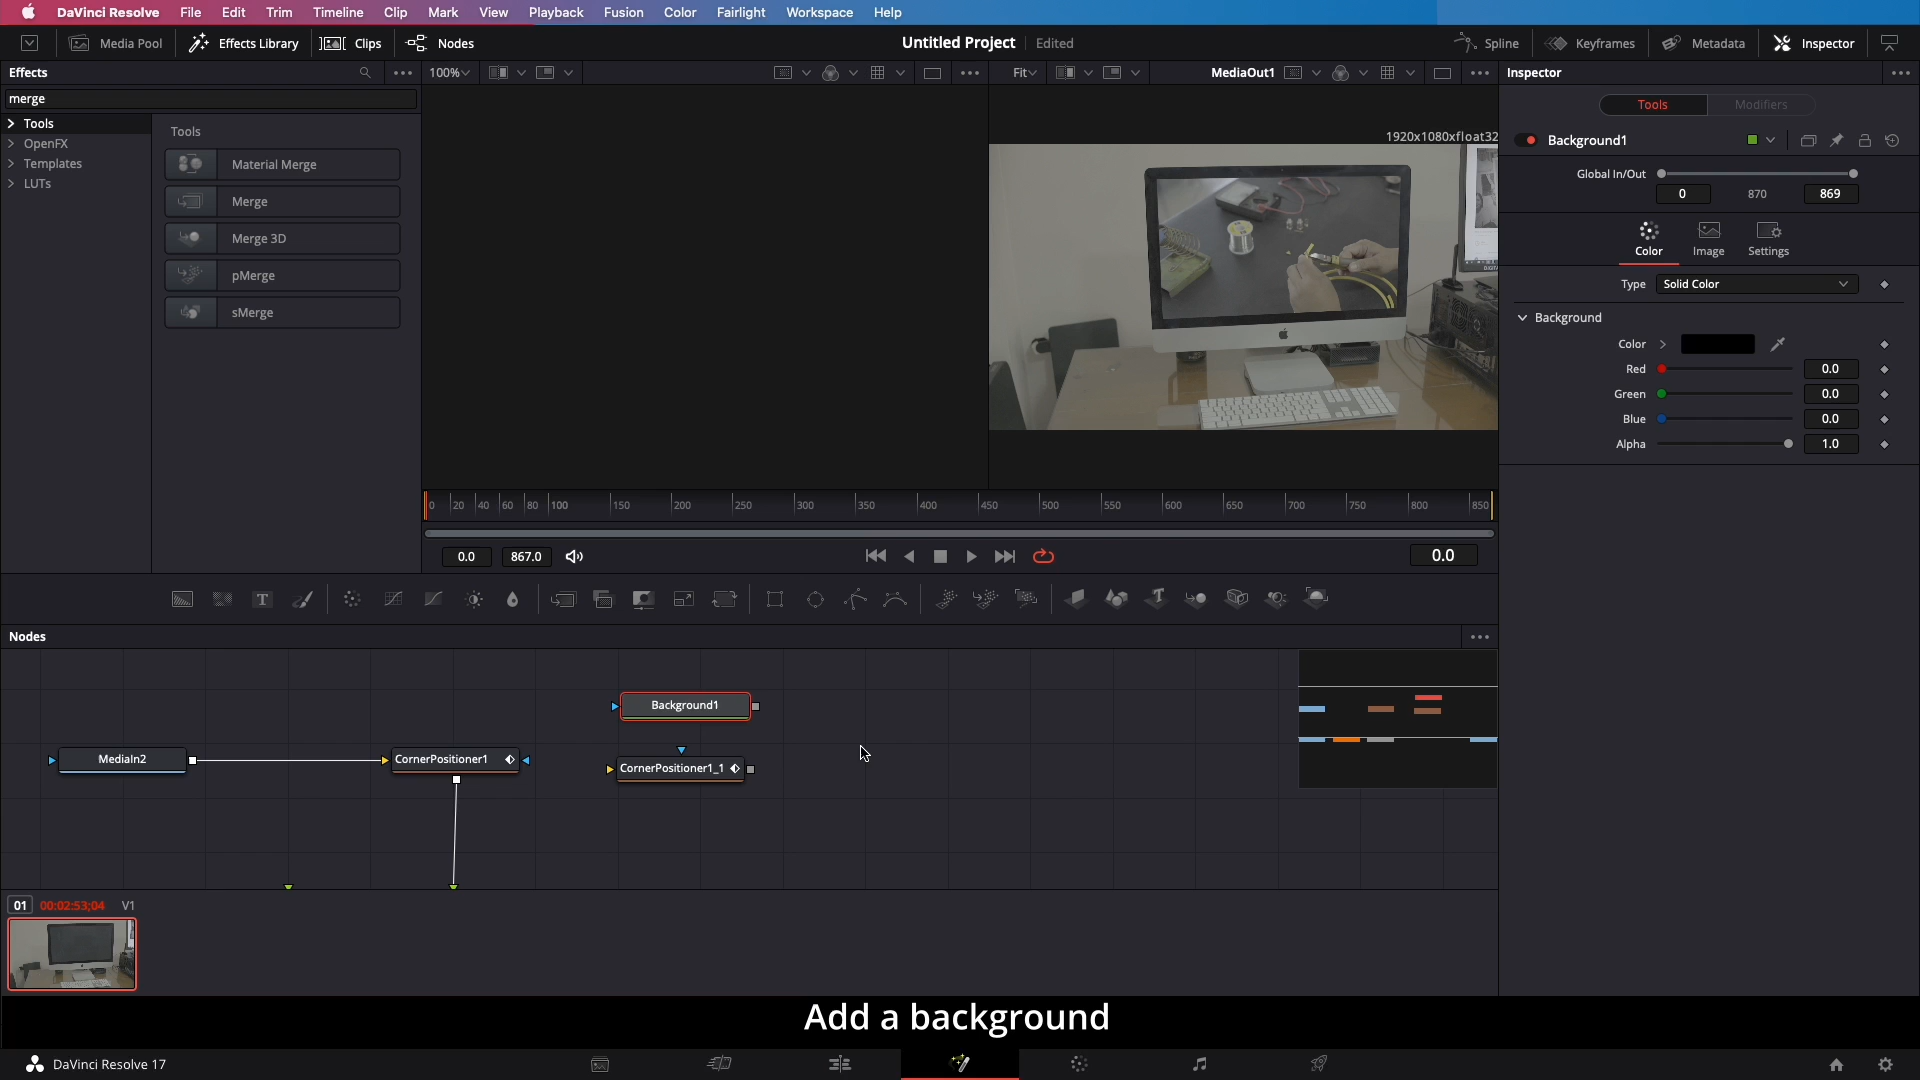 DaVinci Resolve File Edit Trim Timeline Clip Mark View Playback Fusion Color Fairlight Workspace Help
Media Pool Effects Library Clips Nodes Untitled Project Edited Spline Keyframes Metadata Inspector
Effects 100% Fit MediaOut1 Inspector
merge
Tools Modifiers
Tools
OpenFX
Templates
LUTs
Tools
Material Merge
Merge
Merge 3D
pMerge
sMerge
1920x1080xfloat32
Background1
Global In/Out
0 870 869
Color Image Settings
Type Solid Color
Background
Color
Red 0.0
Green 0.0
Blue 0.0
Alpha 1.0
0 20 40 60 80 100 150 200 250 300 350 400 450 500 550 600 650 700 750 800 850
0.0 867.0 0.0
Nodes
Background1
MediaIn2 CornerPositioner1 CornerPositioner1_1
01 00:02:53;04 V1
Add a background
DaVinci Resolve 17